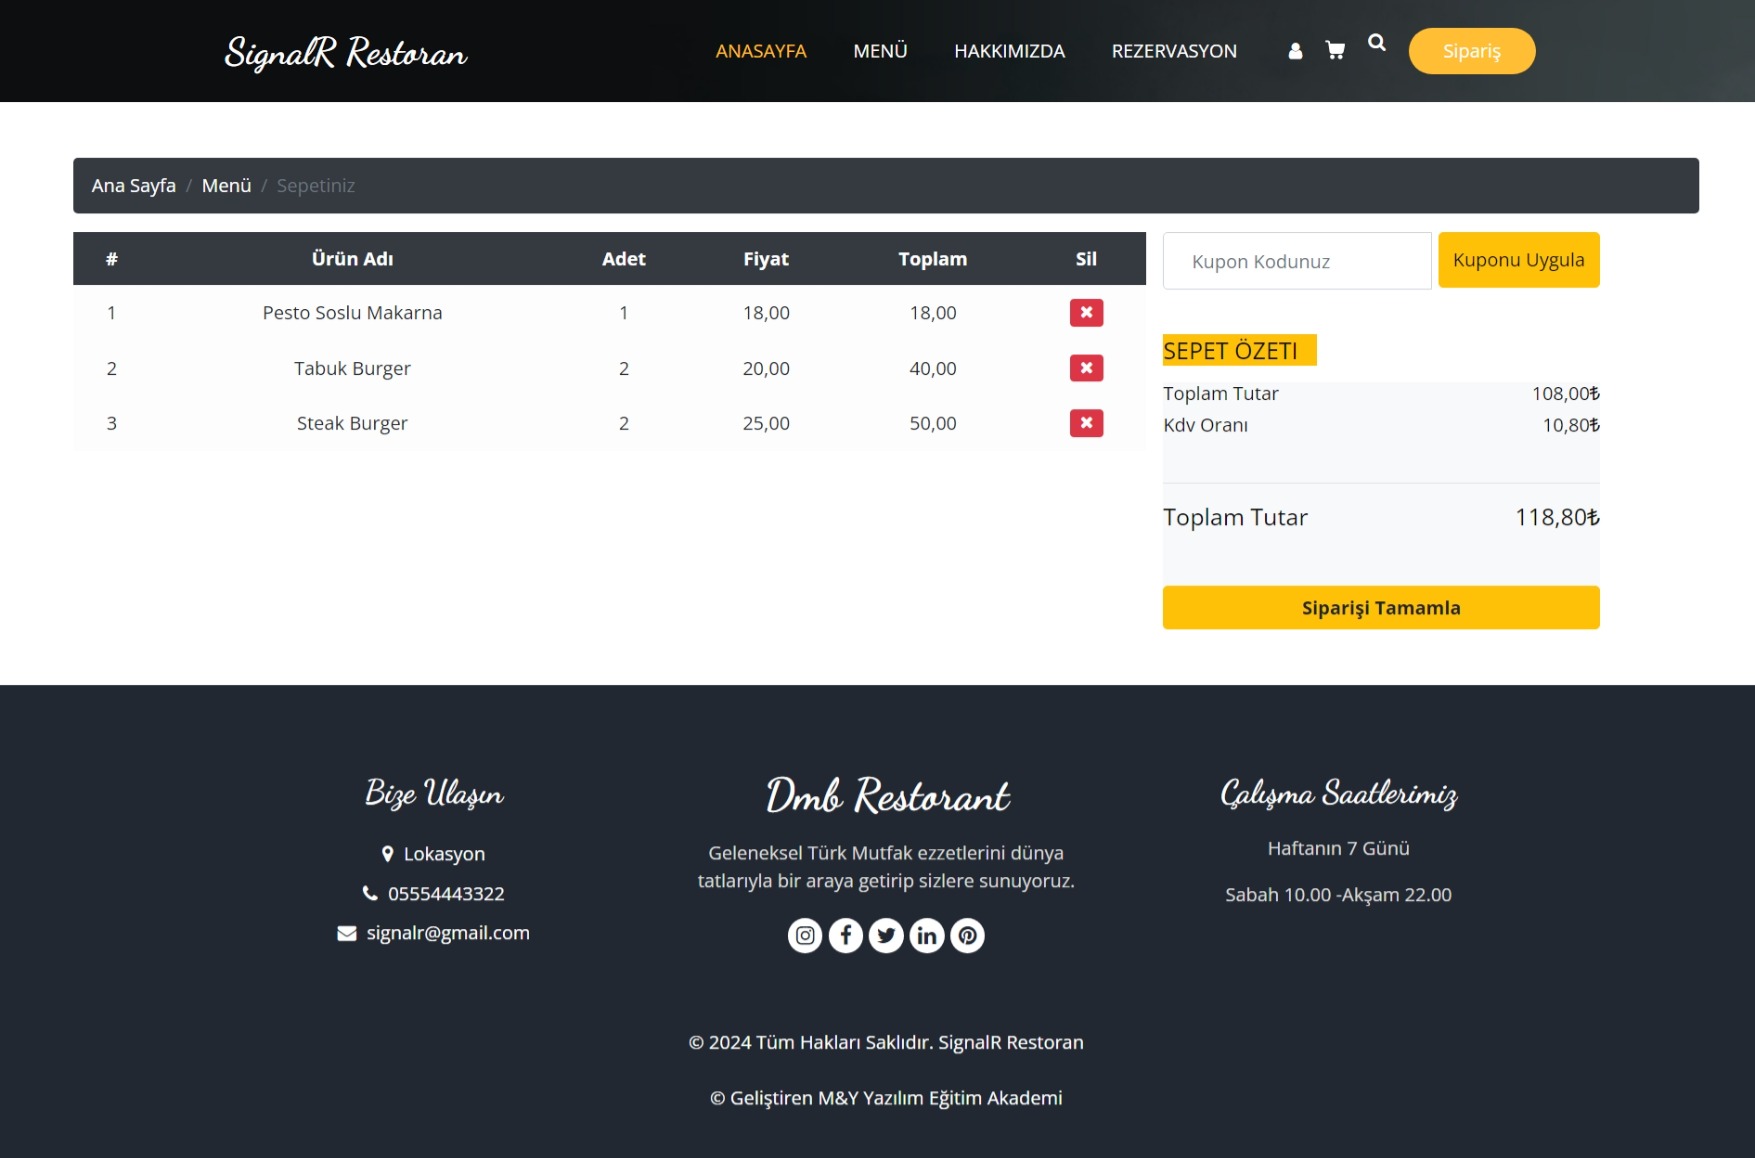 SignalR Restoran
ANASAYFA MENÜ HAKKIMIZDA REZERVASYON Sipariş
Ana Sayfa / Menü / Sepetiniz
# Ürün Adı Adet Fiyat Toplam Sil
1 Pesto Soslu Makarna 1 18,00 18,00
2 Tabuk Burger 2 20,00 40,00
3 Steak Burger 2 25,00 50,00
Kupon Kodunuz Kuponu Uygula
SEPET ÖZETI
Toplam Tutar 108,00₺
Kdv Oranı 10,80₺
Toplam Tutar 118,80₺
Siparişi Tamamla
Bize Ulaşın
Lokasyon
05554443322
signalr@gmail.com
Dmb Restorant
Geleneksel Türk Mutfak ezzetlerini dünya
tatlarıyla bir araya getirip sizlere sunuyoruz.
Çalışma Saatlerimiz
Haftanın 7 Günü
Sabah 10.00 -Akşam 22.00
© 2024 Tüm Hakları Saklıdır. SignalR Restoran
© Geliştiren M&Y Yazılım Eğitim Akademi